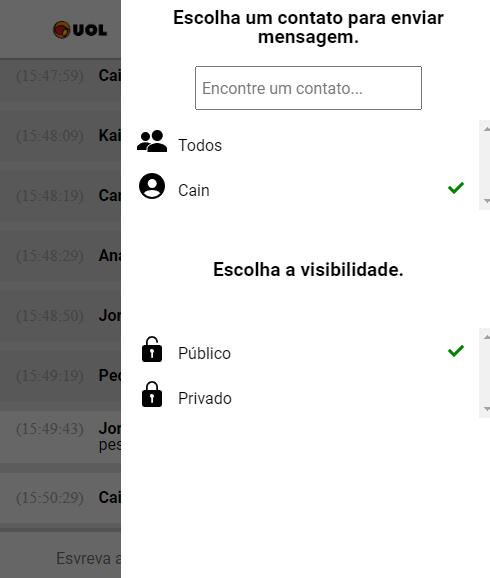 UOL
Escolha um contato para enviar
mensagem.
Encontre um contato...
Todos
Cain
Escolha a visibilidade.
Público
Privado
(15:47:59) Cai
(15:48:09) Kai
(15:48:19) Car
(15:48:29) Ana
(15:48:50) Jor
(15:49:19) Ped
(15:49:43) Jor
pes
(15:50:29) Cai
Esvreva a